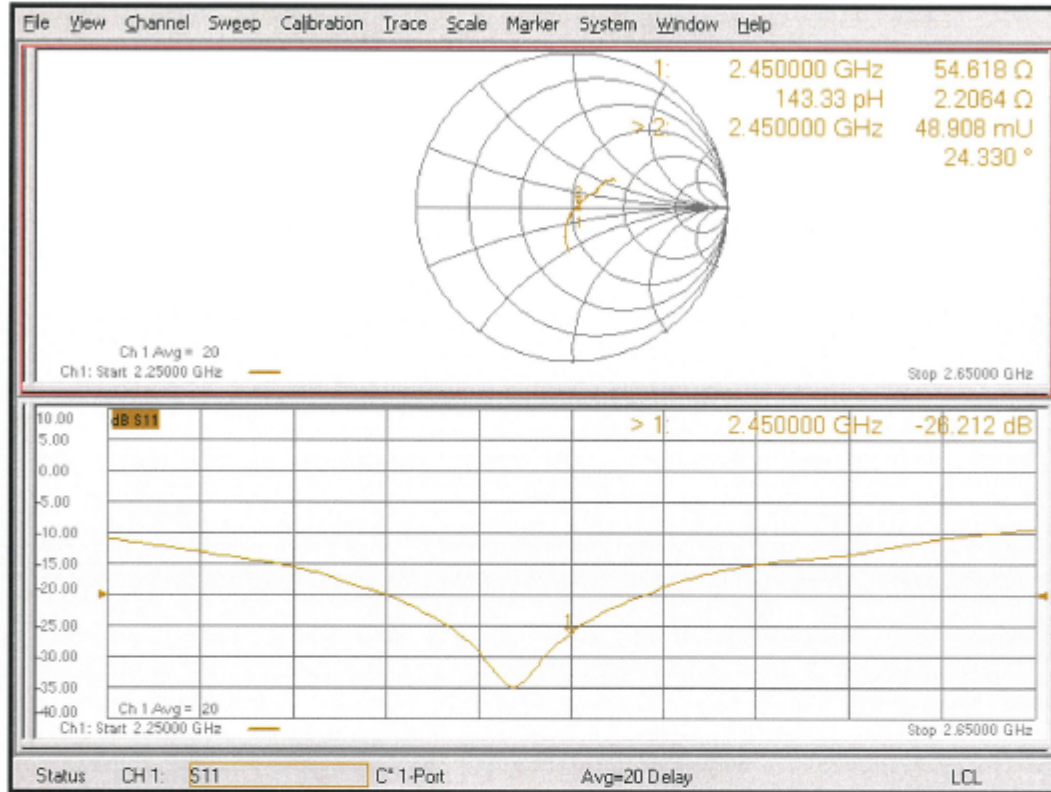 File View Channel Sweep Calibration Trace Scale Marker System Window Help
1: 2.450000 GHz 54.618 Ω
143.33 pH 2.2064 Ω
> 2: 2.450000 GHz 48.908 mU
24.330 °
Ch 1 Avg = 20
Ch1: Start 2.25000 GHz Stop 2.65000 GHz
10.00 dB S11 > 1: 2.450000 GHz -26.212 dB
5.00
0.00
-5.00
-10.00
-15.00
-20.00
-25.00 1
-30.00
-35.00
-40.00 Ch 1 Avg = 20
Ch1: Start 2.25000 GHz Stop 2.65000 GHz
Status CH 1: S11 C* 1-Port Avg=20 Delay LCL